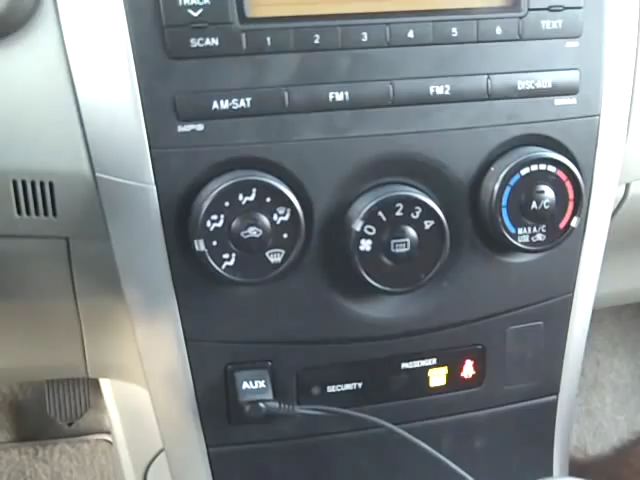 TRACK
SCAN 1 2 3 4 5 6 TEXT
AM·SAT FM1 FM2 DISC·AUX
MP3
0 1 2 3 4
A/C
MAX A/C
USE
AUX
SECURITY
PASSENGER